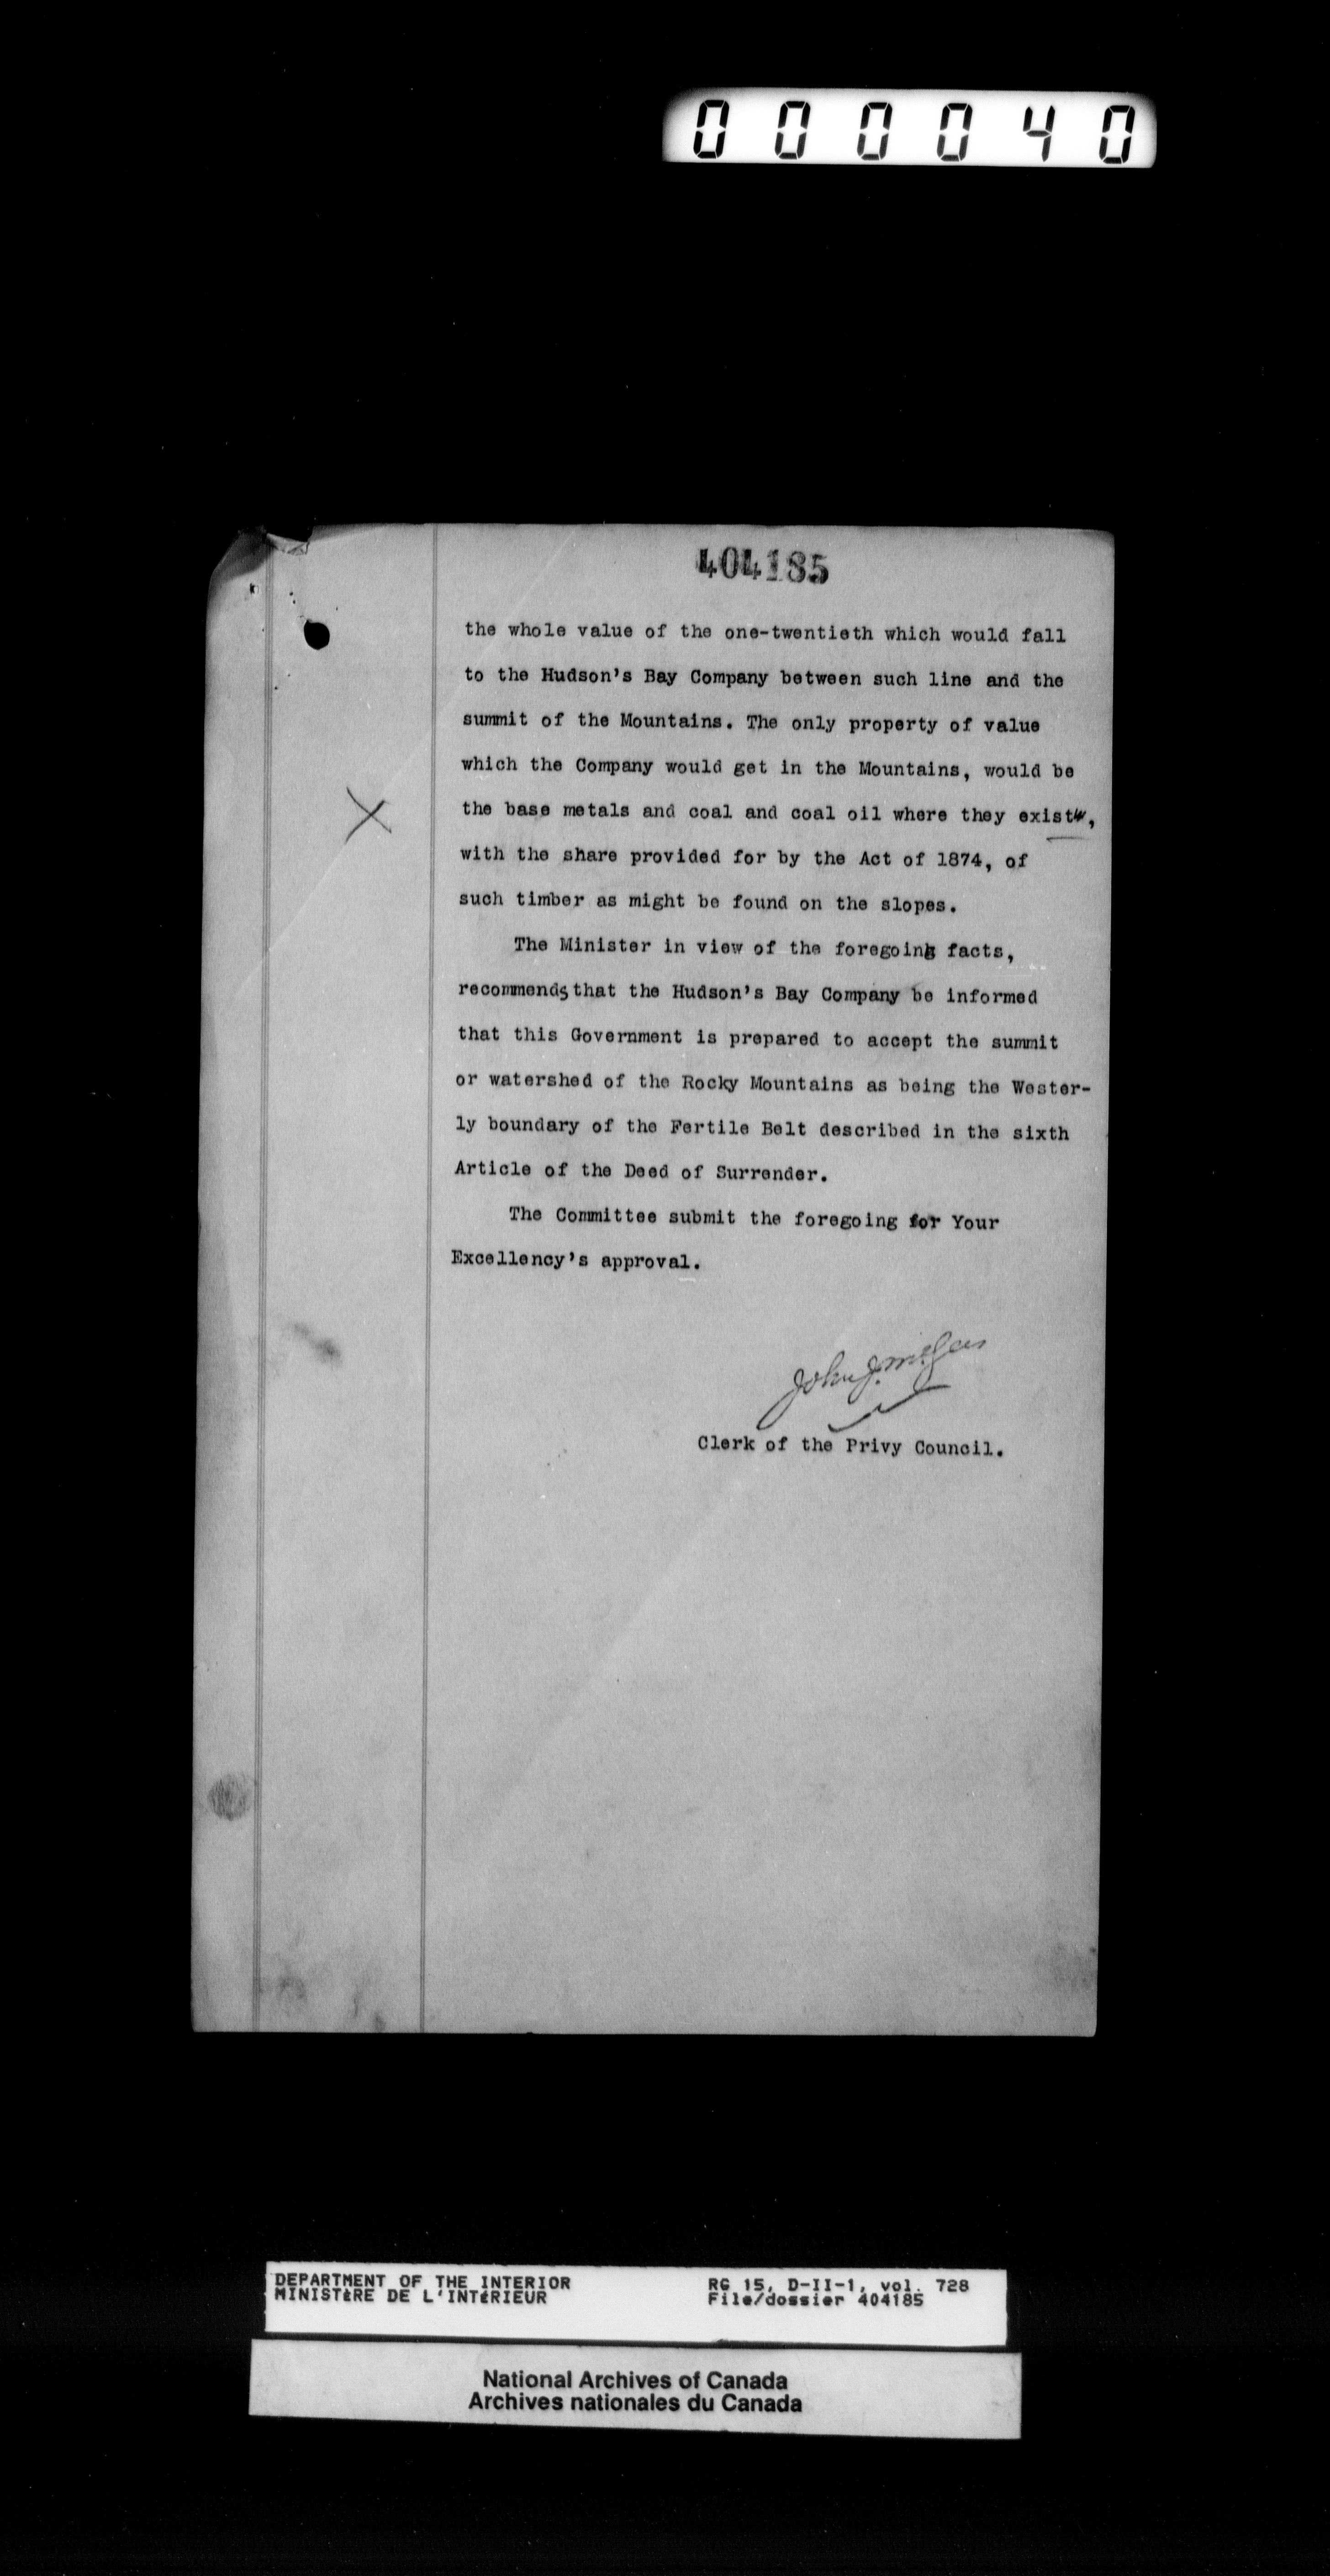 000040
404185
the whole value of the one-twentieth which would fall
to the Hudson's Bay Company between such line and the
summit of the Mountains. The only property of value
which the Company would get in the Mountains, would be
the base metals and coal and coal oil where they exist,
with the share provided for by the Act of 1874, of
such timber as might be found on the slopes.
The Minister in view of the foregoing facts,
recommends that the Hudson's Bay Company be informed
that this Government is prepared to accept the summit
or watershed of the Rocky Mountains as being the Wester-
ly boundary of the Fertile Belt described in the sixth
Article of the Deed of Surrender.
The Committee submit the foregoing for Your
Excellency's approval.
John J. McGee
Clerk of the Privy Council.
DEPARTMENT OF THE INTERIOR RG 15, D-II-1, vol. 728
MINISTèRE DE L'INTéRIEUR File/dossier 404185
National Archives of Canada
Archives nationales du Canada